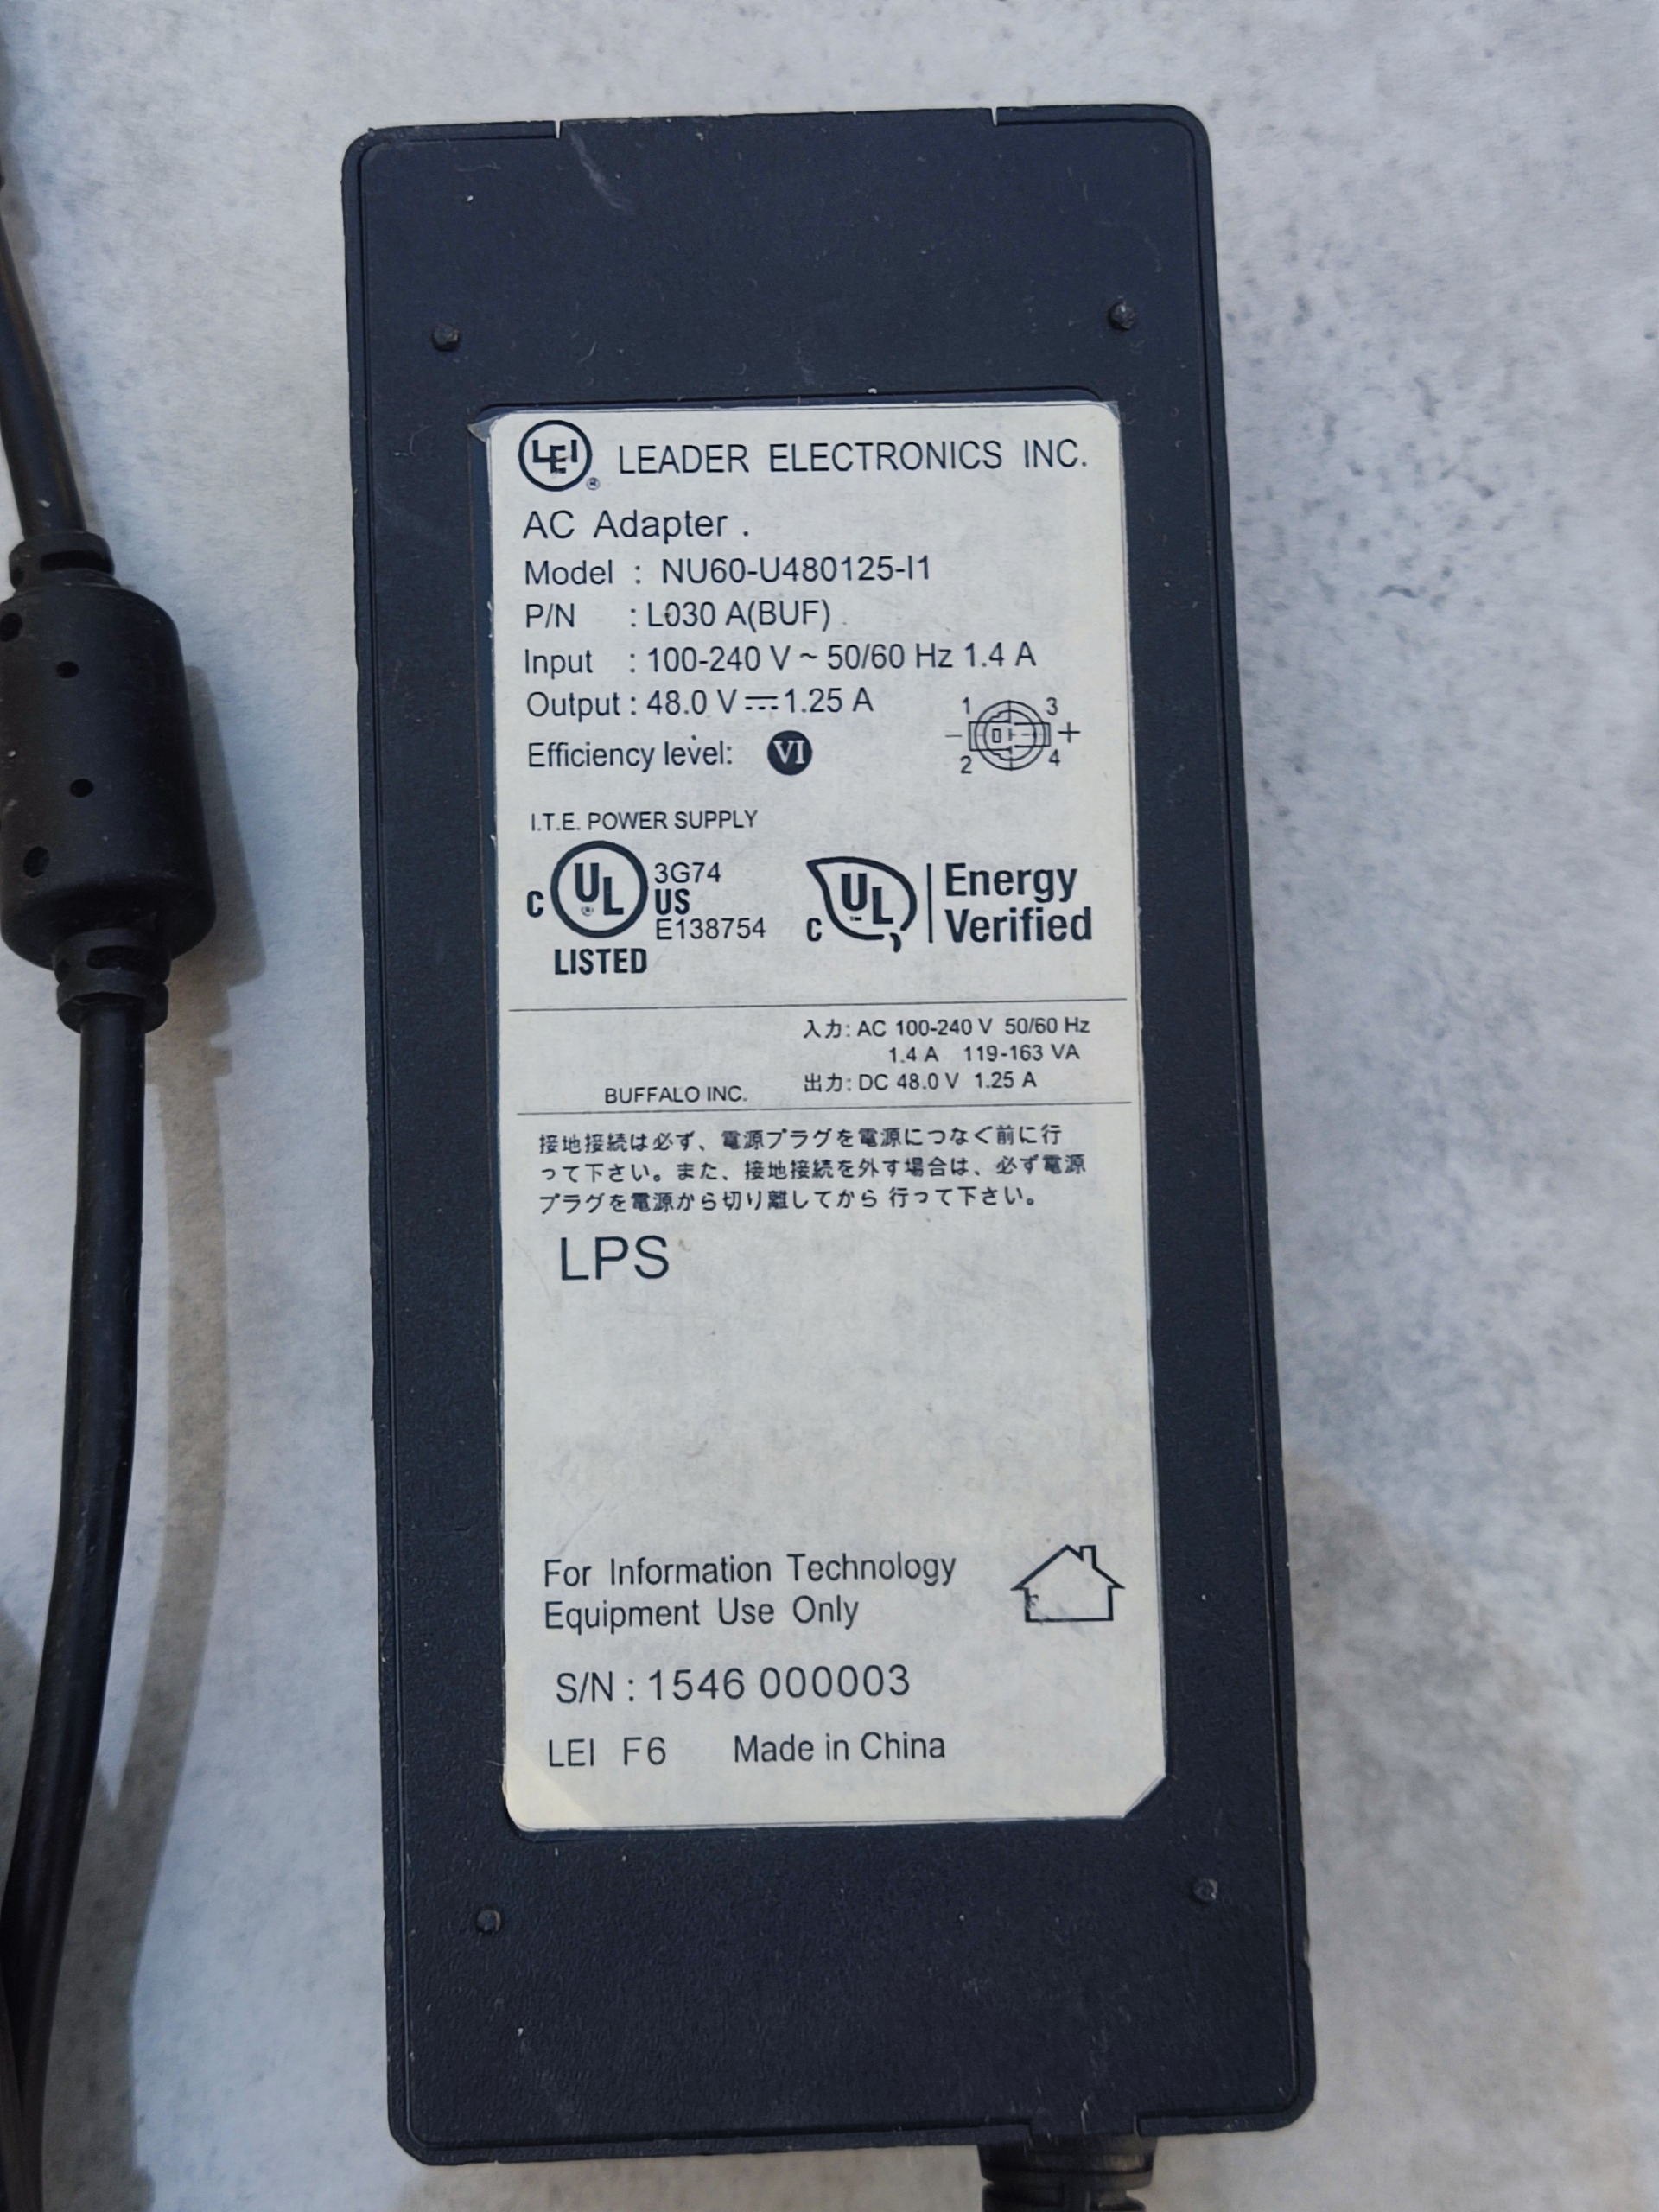 LEI ® LEADER ELECTRONICS INC.
AC Adapter .
Model : NU60-U480125-I1
P/N : L030 A(BUF)
Input : 100-240 V ~ 50/60 Hz 1.4 A
Output : 48.0 V ⎓ 1.25 A
1 3
− +
2 4
Efficiency level: VI
I.T.E. POWER SUPPLY
C UL ® US LISTED
3G74
E138754
C UL ™ Energy
Verified
BUFFALO INC.
入力: AC 100-240 V 50/60 Hz
1.4 A 119-163 VA
出力: DC 48.0 V 1.25 A
接地接続は必ず、電源プラグを電源につなぐ前に行
って下さい。また、接地接続を外す場合は、必ず電源
プラグを電源から切り離してから 行って下さい。
LPS
For Information Technology
Equipment Use Only
S/N : 1546 000003
LEI F6 Made in China